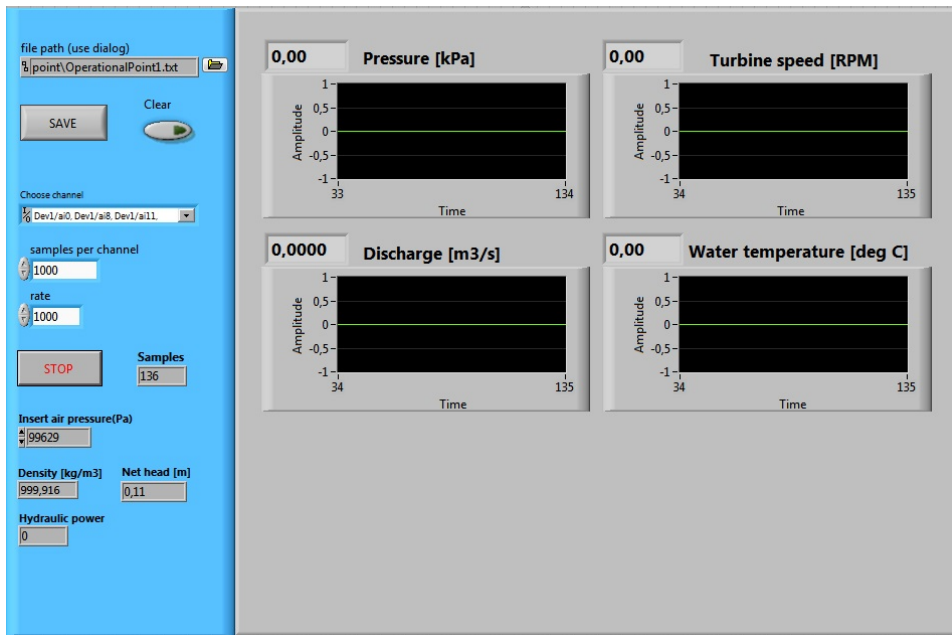 file path (use dialog)
point\OperationalPoint1.txt
SAVE
Clear
Choose channel
Dev1/ai0, Dev1/ai8, Dev1/ai11,
samples per channel
1000
rate
1000
STOP
Samples
136
Insert air pressure(Pa)
99629
Density [kg/m3]
999,916
Net head [m]
0,11
Hydraulic power
0
0,00
Pressure [kPa]
Amplitude
1
0,5
0
-0,5
-1
33
134
Time
0,00
Turbine speed [RPM]
Amplitude
1
0,5
0
-0,5
-1
34
135
Time
0,0000
Discharge [m3/s]
Amplitude
1
0,5
0
-0,5
-1
34
135
Time
0,00
Water temperature [deg C]
Amplitude
1
0,5
0
-0,5
-1
34
135
Time